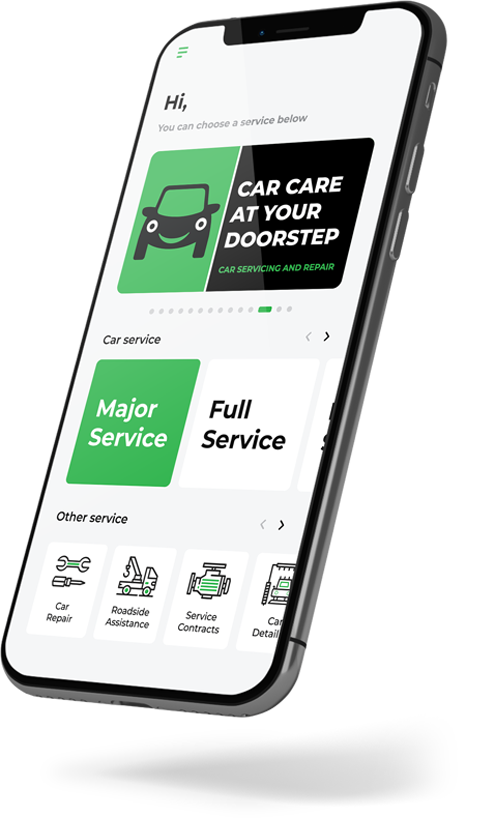 Hi,
You can choose a service below
CAR CARE
AT YOUR
DOORSTEP
CAR SERVICING AND REPAIR
Car service
Major
Service
Full
Service
Other service
Car
Repair
Roadside
Assistance
Service
Contracts
Car
Detail